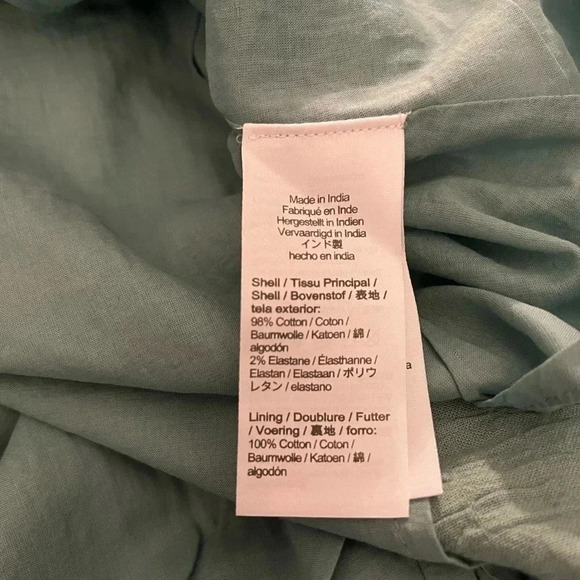 Made in India
Fabriqué en Inde
Hergestellt in Indien
Vervaardigd in India
インド製
hecho en india
Shell / Tissu Principal /
Shell / Bovenstof / 表地 /
tela exterior:
98% Cotton / Coton /
Baumwolle / Katoen / 綿 /
algodón
2% Elastane / Élasthanne /
Elastan / Elastaan / ポリウ
レタン / elastano
Lining / Doublure / Futter
/ Voering / 裏地 / forro:
100% Cotton / Coton /
Baumwolle / Katoen / 綿 /
algodón
a